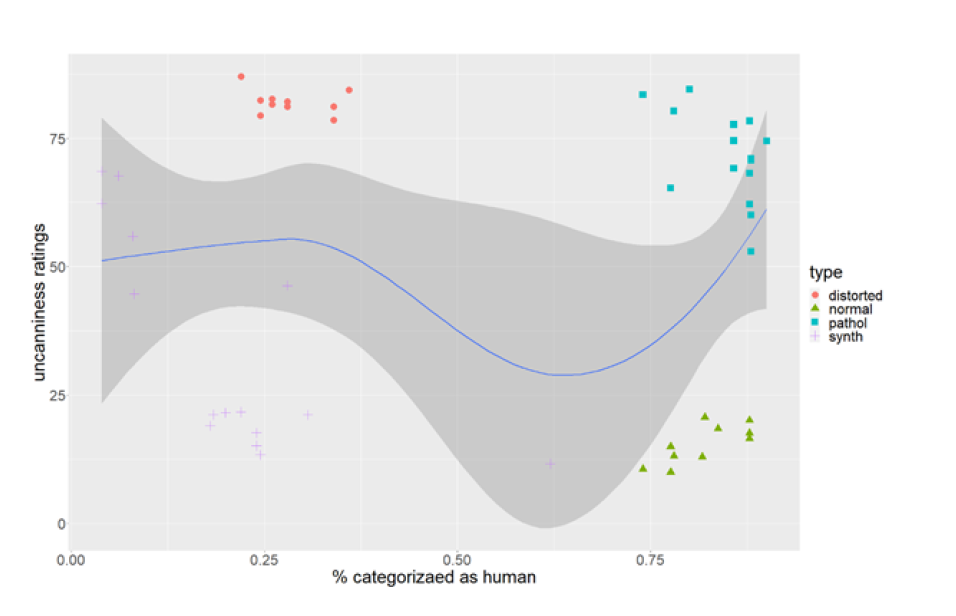 75
50
25
0
0.00 0.25 0.50 0.75
% categorizaed as human
uncanniness ratings
type
distorted
normal
pathol
synth